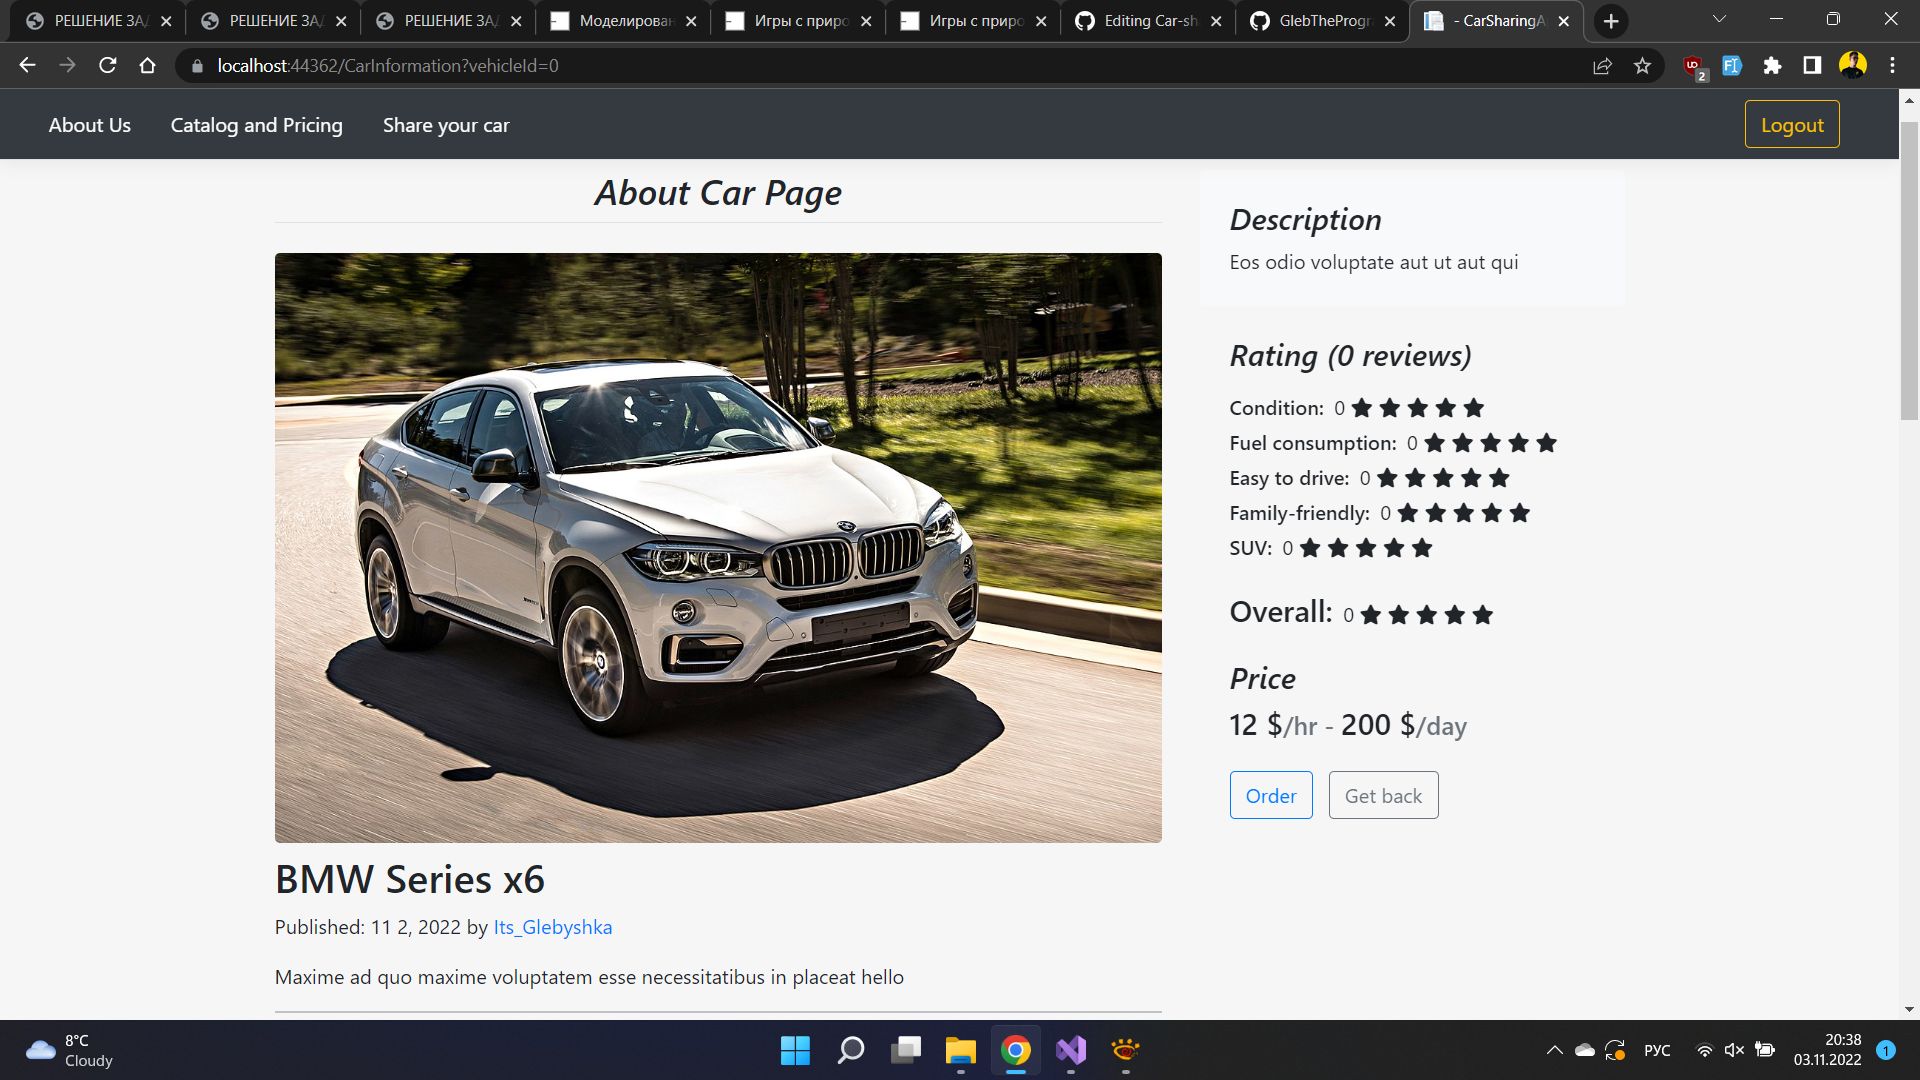 РЕШЕНИЕ ЗА
РЕШЕНИЕ ЗА
РЕШЕНИЕ ЗА
Моделирован
Игры с приро
Игры с приро
Editing Car-sh
GlebTheProgr
- CarSharingA
localhost:44362/CarInformation?vehicleId=0
2
About Us
Catalog and Pricing
Share your car
Logout
About Car Page
BMW Series x6
Published: 11 2, 2022 by Its_Glebyshka
Maxime ad quo maxime voluptatem esse necessitatibus in placeat hello
Description
Eos odio voluptate aut ut aut qui
Rating (0 reviews)
Condition: 0
Fuel consumption: 0
Easy to drive: 0
Family-friendly: 0
SUV: 0
Overall: 0
Price
12 $/hr - 200 $/day
Order
Get back
8°C
Cloudy
РУС
20:38
03.11.2022
1